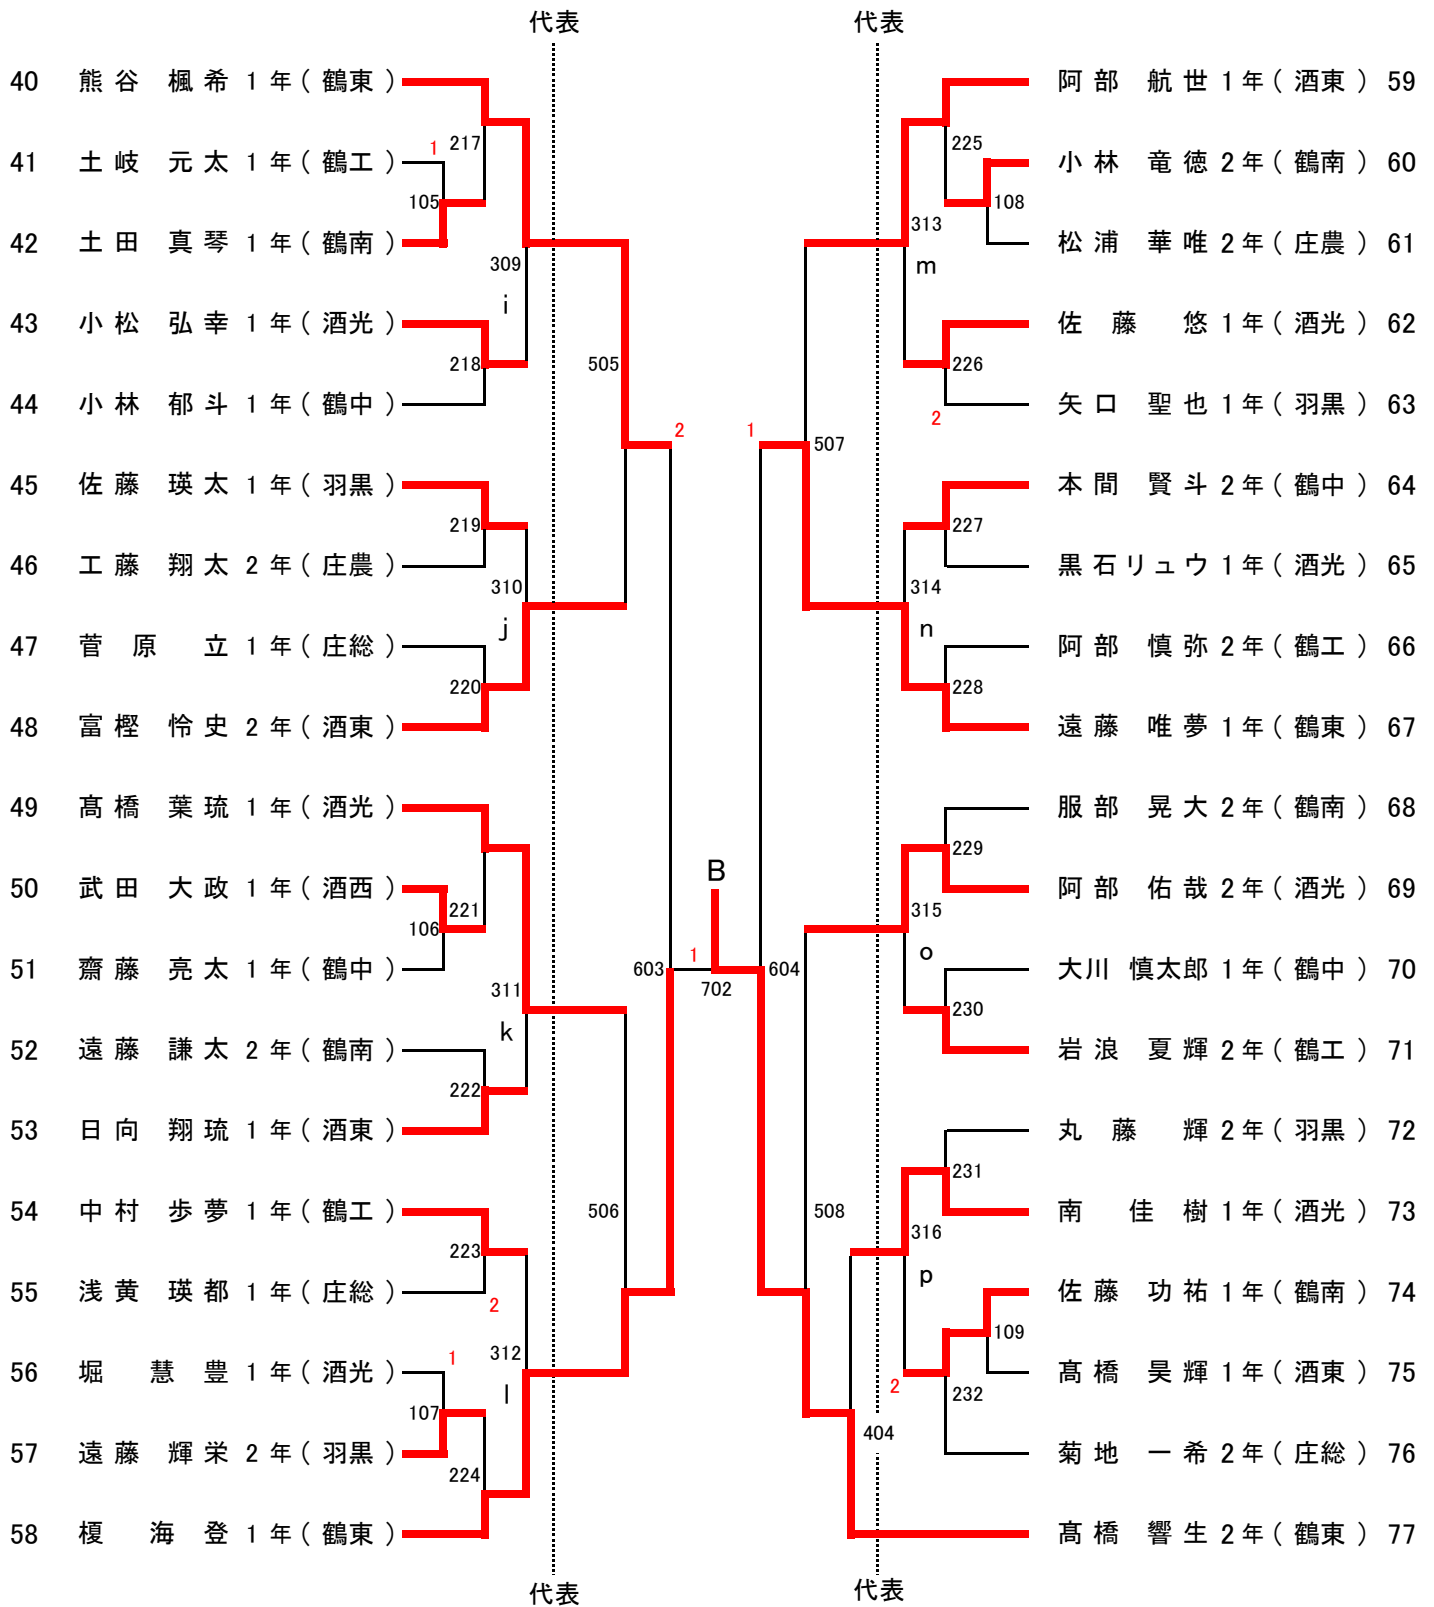 代表 代表
40 熊谷 楓希 1年(鶴東)
41 土岐 元太 1年(鶴工)
42 土田 真琴 1年(鶴南)
43 小松 弘幸 1年(酒光)
44 小林 郁斗 1年(鶴中)
45 佐藤 瑛太 1年(羽黒)
46 工藤 翔太 2年(庄農)
47 菅原 立 1年(庄総)
48 富樫 怜史 2年(酒東)
49 髙橋 葉琉 1年(酒光)
50 武田 大政 1年(酒西)
51 齋藤 亮太 1年(鶴中)
52 遠藤 謙太 2年(鶴南)
53 日向 翔琉 1年(酒東)
54 中村 歩夢 1年(鶴工)
55 浅黄 瑛都 1年(庄総)
56 堀 慧豊 1年(酒光)
57 遠藤 輝栄 2年(羽黒)
58 榎 海登 1年(鶴東)
217
1
105
309
i
218
505
2
219
310
j
220
221
106
311
k
222
603
506
223
2
312
1
l
107
224
B
1
702
阿部 航世 1年(酒東) 59
小林 竜徳 2年(鶴南) 60
松浦 華唯 2年(庄農) 61
佐藤 悠 1年(酒光) 62
矢口 聖也 1年(羽黒) 63
本間 賢斗 2年(鶴中) 64
黒石リュウ 1年(酒光) 65
阿部 慎弥 2年(鶴工) 66
遠藤 唯夢 1年(鶴東) 67
服部 晃大 2年(鶴南) 68
阿部 佑哉 2年(酒光) 69
大川 慎太郎 1年(鶴中) 70
岩浪 夏輝 2年(鶴工) 71
丸藤 輝 2年(羽黒) 72
南 佳樹 1年(酒光) 73
佐藤 功祐 1年(鶴南) 74
髙橋 昊輝 1年(酒東) 75
菊地 一希 2年(庄総) 76
髙橋 響生 2年(鶴東) 77
225
108
313
m
226
2
1
507
227
314
n
228
229
315
o
230
604
231
508
316
p
109
2
232
404
代表 代表